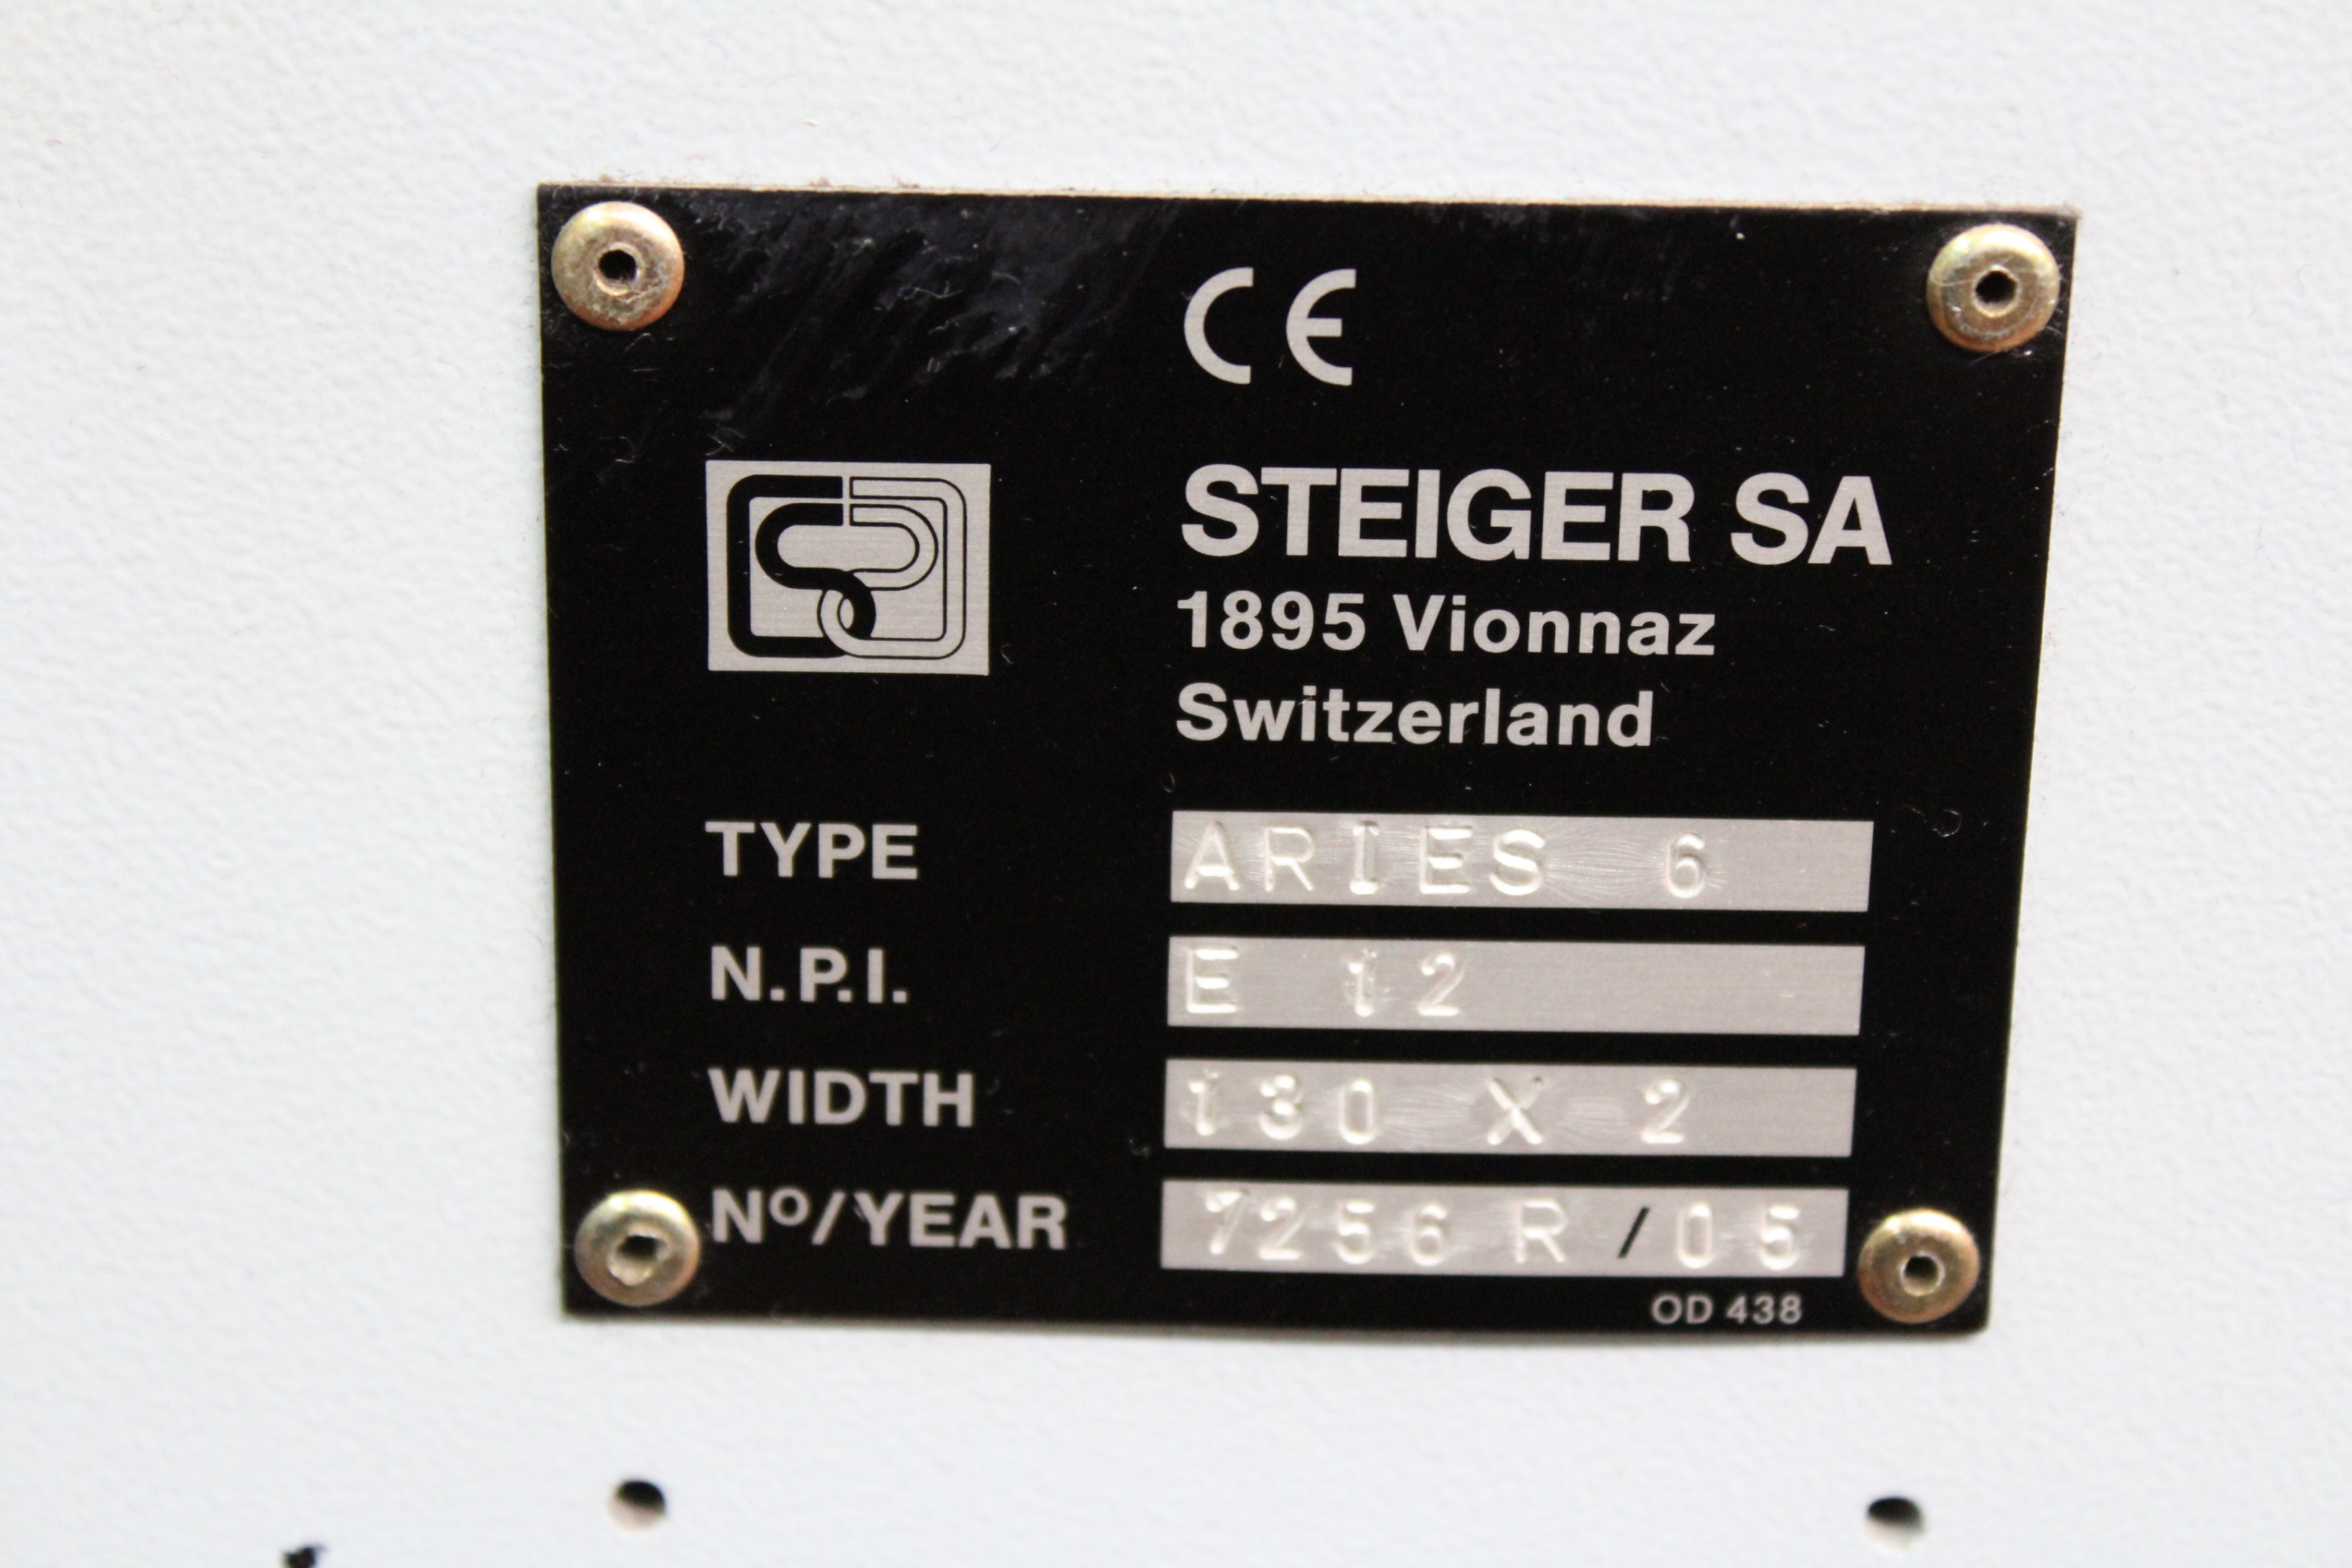 CE
STEIGER SA
1895 Vionnaz
Switzerland
TYPE ARIES 6
N.P.I. E 12
WIDTH 130 X 2
Nº/YEAR 7256 R /05
OD 438